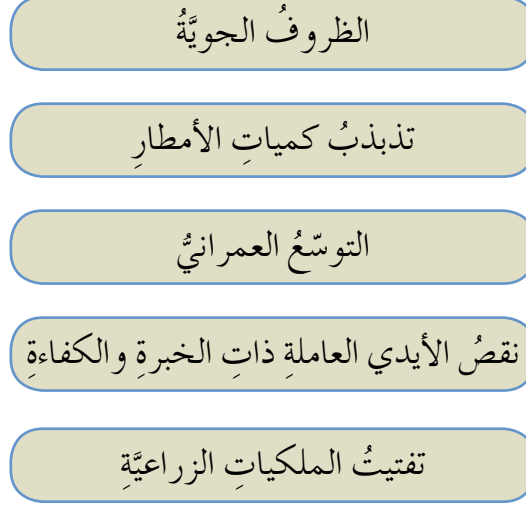 الظروفُ الجويَّةُ
تذبذبُ كمياتِ الأمطارِ
التوسّعُ العمرانيُّ
نقصُ الأيدي العاملةِ ذاتِ الخبرةِ والكفاءةِ
تفتيتُ الملكياتِ الزراعيَّةِ